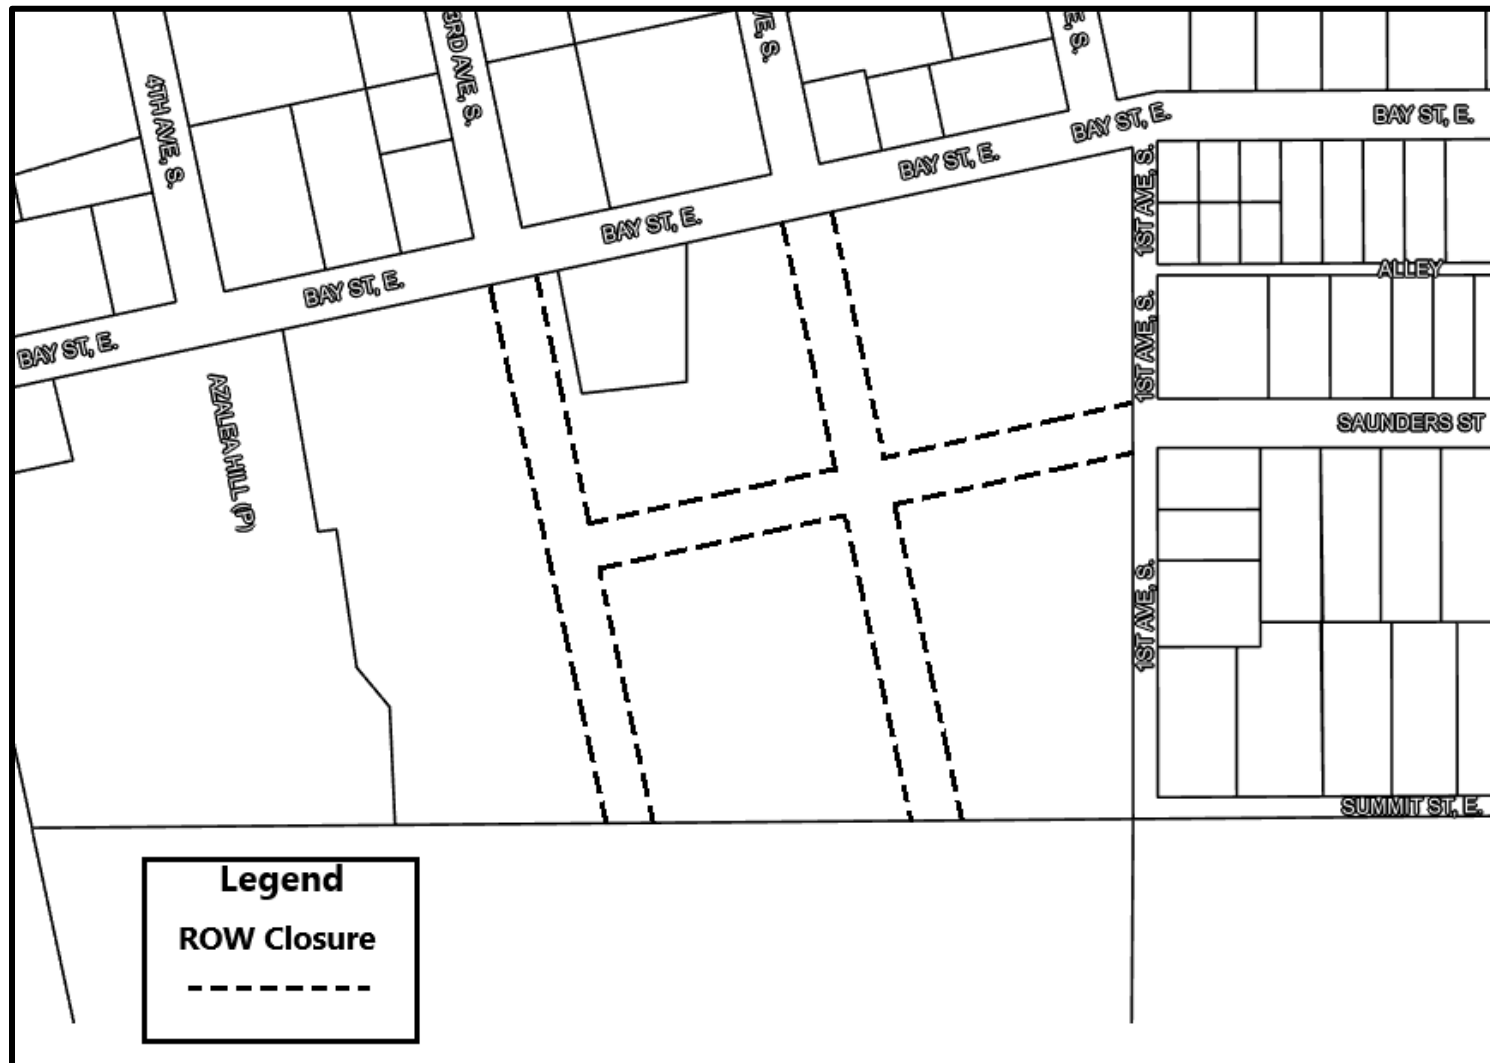 3RD AVE, S.
VE, S.
E, S.
4TH AVE, S.
BAY ST, E.
BAY ST, E.
BAY ST, E.
1ST AVE, S.
BAY ST, E.
ALLEY
BAY ST, E.
1ST AVE, S.
BAY ST, E.
AZALEA HILL (P)
SAUNDERS ST
1ST AVE, S.
SUMMIT ST, E.
Legend
ROW Closure